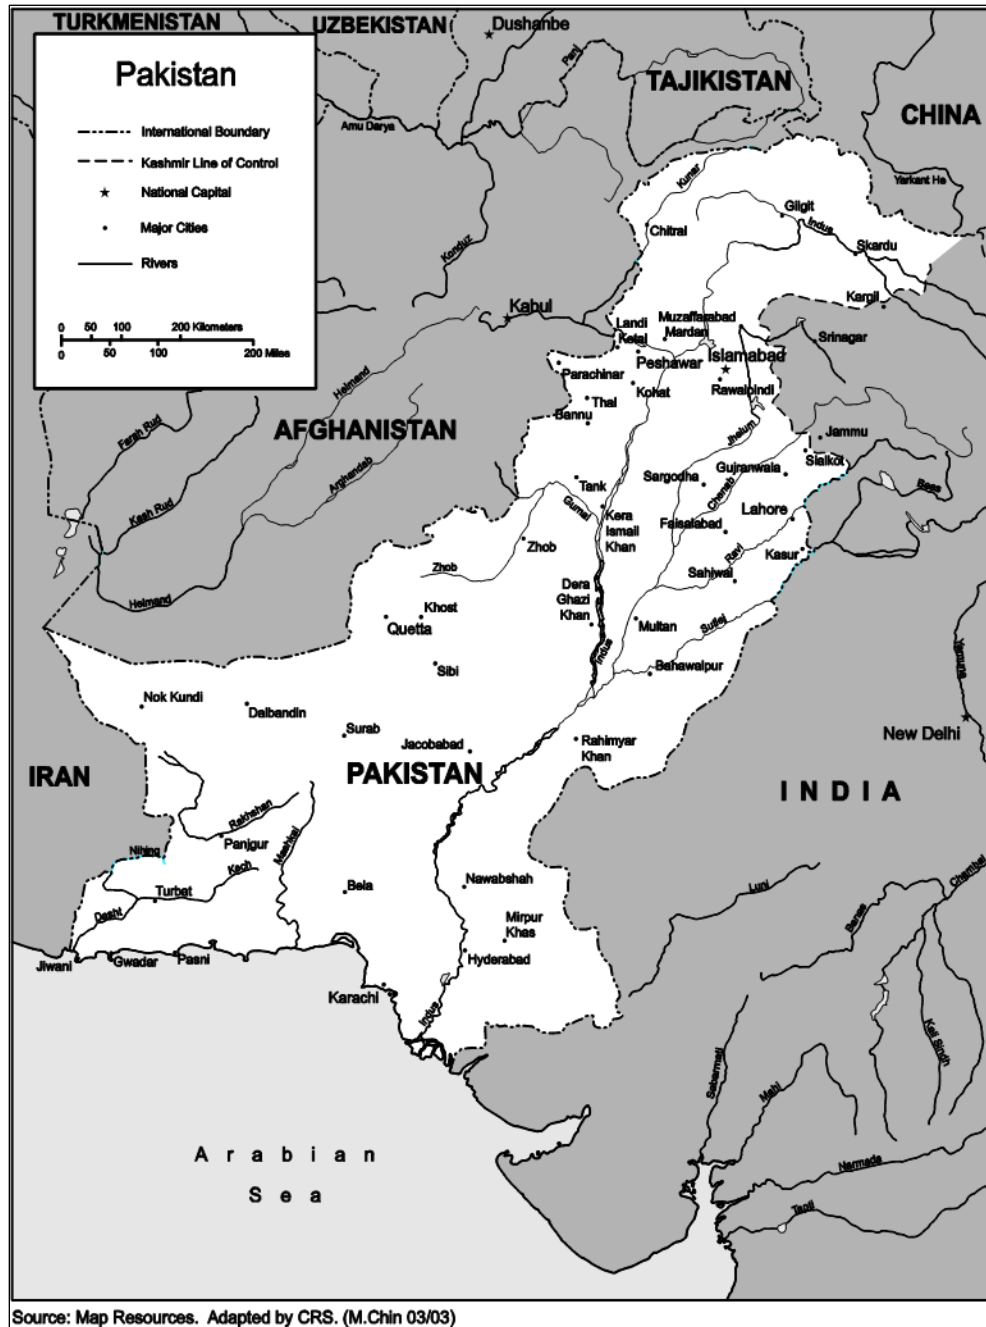 TURKMENISTAN
UZBEKISTAN
Dushanbe
Pakistan
International Boundary
Kashmir Line of Control
National Capital
Major Cities
Rivers
0 50 100 200 Kilometers
0 50 100 200 Miles
Panj
TAJIKISTAN
CHINA
Amu Darya
Yarkant He
Kunar
Konduz
Chitral
Gilgit
Indus
Skardu
Kargil
Kabul
Landi
Kotal
Muzaffarabad
Mardan
Srinagar
Islamabad
Peshawar
Parachinar
Kohat
Rawalpindi
Thal
Bannu
Helmand
Farah Rud
AFGHANISTAN
Arghandab
Jhelum
Jammu
Sialkot
Gujranwala
Sargodha
Chenab
Tank
Beas
Kash Rud
Gumal
Kera
Ismail
Khan
Faisalabad
Lahore
Zhob
Ravi
Kasur
Zhob
Sahiwal
Dera
Ghazi
Khan
Helmand
Khost
Quetta
Multan
Sutlej
Indus
Yamuna
Sibi
Bahawalpur
Nok Kundi
Dalbandin
Surab
Jacobabad
Rahimyar
Khan
New Delhi
IRAN
PAKISTAN
INDIA
Rakhshan
Panjgur
Mashkai
Nihing
Kech
Turbat
Bela
Nawabshah
Luni
Chambal
Banas
Dasht
Mirpur
Khas
Hyderabad
Jiwani
Gwadar
Pasni
Karachi
Indus
Kali Sindh
Sabarmati
Mahi
Arabian
Sea
Narmada
Tapti
Source: Map Resources. Adapted by CRS. (M.Chin 03/03)